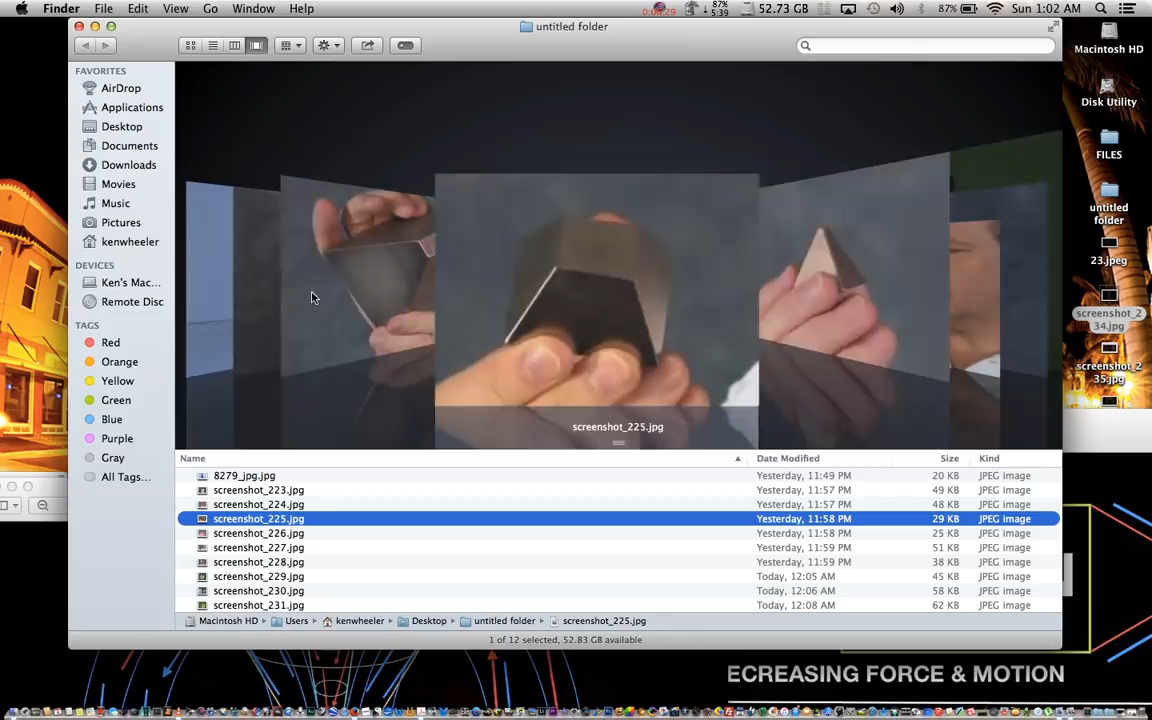 Finder File Edit View Go Window Help 0:06:29 87% 5:39 52.73 GB 87% Sun 1:02 AM
untitled folder
FAVORITES
AirDrop
Applications
Desktop
Documents
Downloads
Movies
Music
Pictures
kenwheeler
DEVICES
Ken's Mac...
Remote Disc
TAGS
Red
Orange
Yellow
Green
Blue
Purple
Gray
All Tags...
screenshot_225.jpg
Name Date Modified Size Kind
8279_jpg.jpg Yesterday, 11:49 PM 20 KB JPEG image
screenshot_223.jpg Yesterday, 11:57 PM 49 KB JPEG image
screenshot_224.jpg Yesterday, 11:57 PM 48 KB JPEG image
screenshot_225.jpg Yesterday, 11:58 PM 29 KB JPEG image
screenshot_226.jpg Yesterday, 11:58 PM 25 KB JPEG image
screenshot_227.jpg Yesterday, 11:59 PM 51 KB JPEG image
screenshot_228.jpg Yesterday, 11:59 PM 38 KB JPEG image
screenshot_229.jpg Today, 12:05 AM 45 KB JPEG image
screenshot_230.jpg Today, 12:06 AM 58 KB JPEG image
screenshot_231.jpg Today, 12:08 AM 62 KB JPEG image
Macintosh HD Users kenwheeler Desktop untitled folder screenshot_225.jpg
1 of 12 selected, 52.83 GB available
Macintosh HD
Disk Utility
FILES
untitled
folder
23.jpeg
screenshot_2
34.jpg
screenshot_2
35.jpg
ECREASING FORCE & MOTION